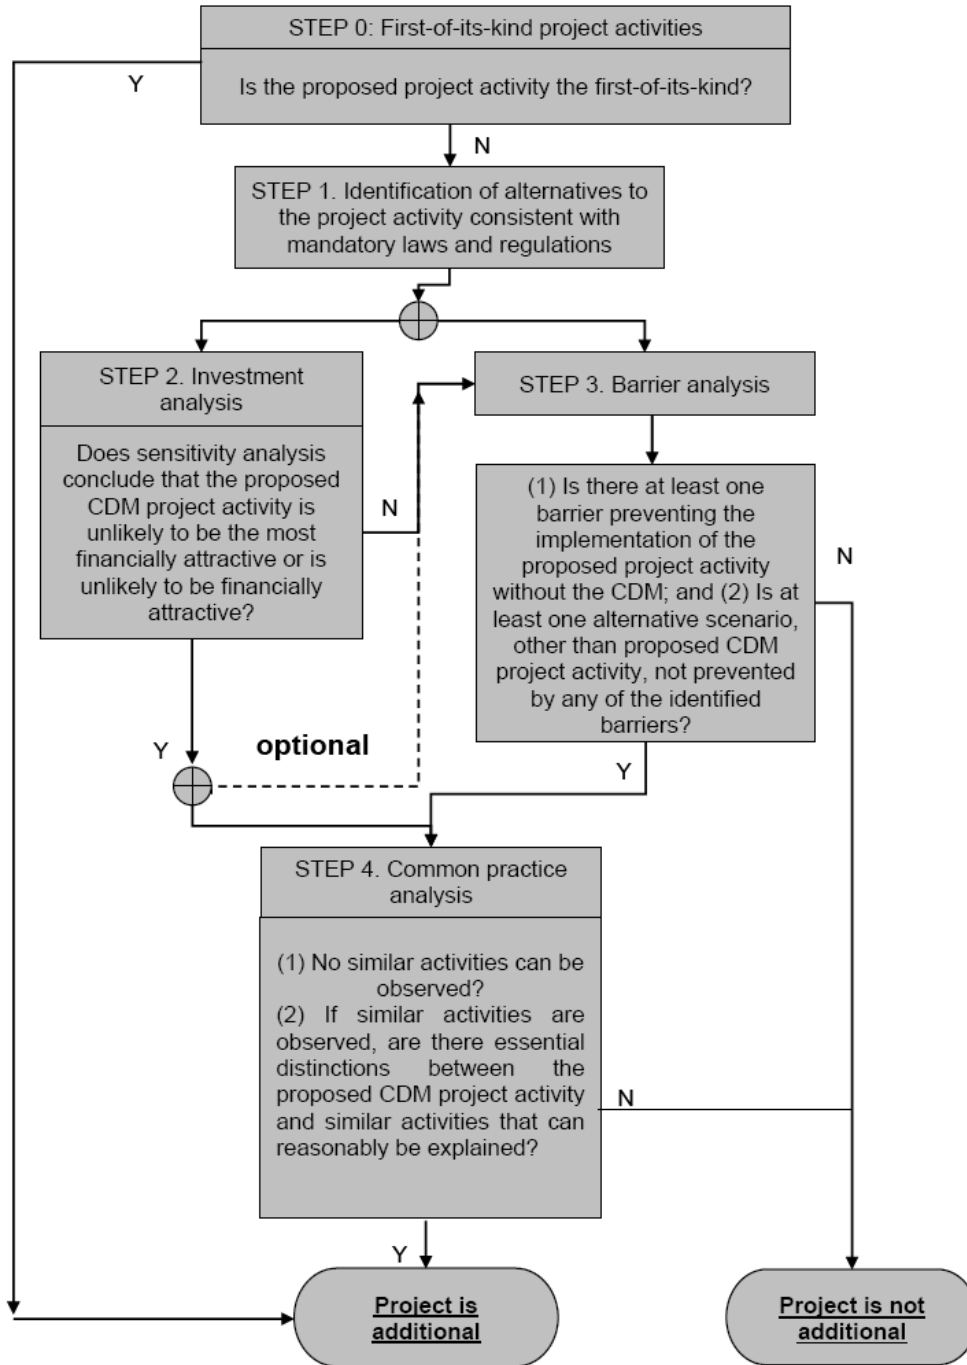 STEP 0: First-of-its-kind project activities
Y
Is the proposed project activity the first-of-its-kind?
N
STEP 1. Identification of alternatives to
the project activity consistent with
mandatory laws and regulations
STEP 2. Investment
analysis
Does sensitivity analysis
conclude that the proposed
CDM project activity is
unlikely to be the most
financially attractive or is
unlikely to be financially
attractive?
N
Y
optional
STEP 3. Barrier analysis
(1) Is there at least one
barrier preventing the
implementation of the
proposed project activity
without the CDM; and (2) Is at
least one alternative scenario,
other than proposed CDM
project activity, not prevented
by any of the identified
barriers?
N
Y
STEP 4. Common practice
analysis
(1) No similar activities can be
observed?
(2) If similar activities are
observed, are there essential
distinctions between the
proposed CDM project activity
and similar activities that can
reasonably be explained?
N
Y
Project is
additional
Project is not
additional